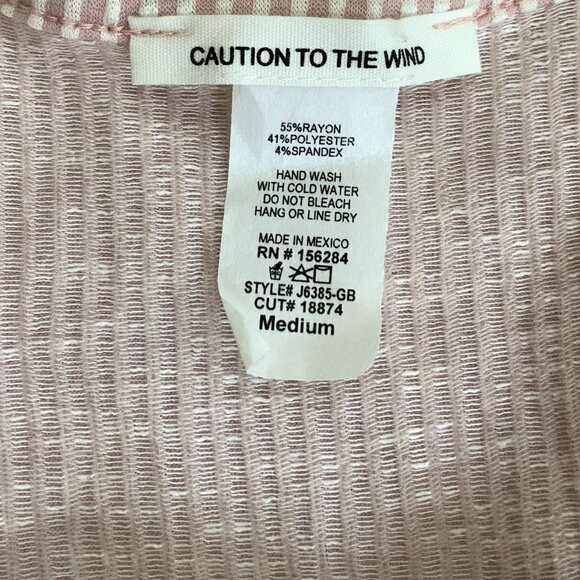 CAUTION TO THE WIND
55%RAYON
41%POLYESTER
4%SPANDEX
HAND WASH
WITH COLD WATER
DO NOT BLEACH
HANG OR LINE DRY
MADE IN MEXICO
RN # 156284
STYLE# J6385-GB
CUT# 18874
Medium